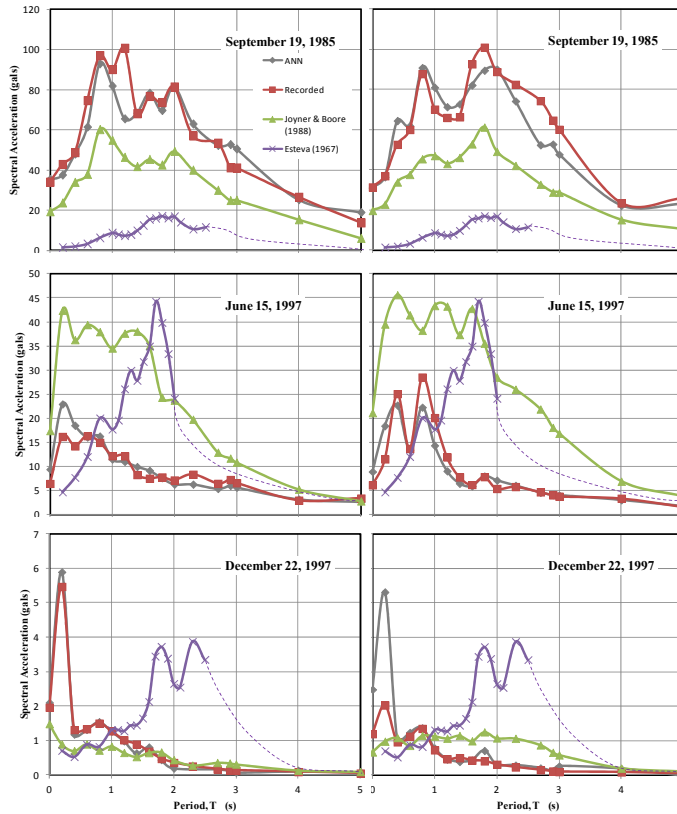 120
100
80
60
40
20
0
Spectral Acceleration (gals)
September 19, 1985
ANN
Recorded
Joyner & Boore
(1988)
Esteva (1967)
September 19, 1985
50
45
40
35
30
25
20
15
10
5
0
Spectral Accleration (gals)
June 15, 1997
June 15, 1997
7
6
5
4
3
2
1
0
Spectral Acceleration (gals)
December 22, 1997
December 22, 1997
0 1 2 3 4 5
Period, T (s)
0 1 2 3 4 5
Period, T (s)